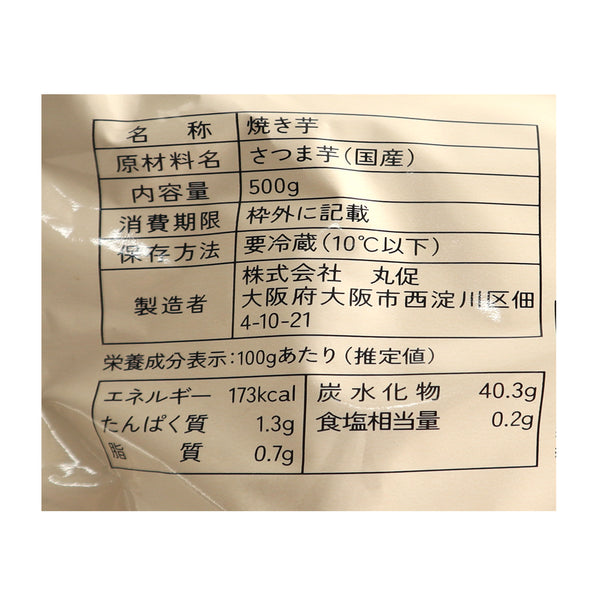 名称 焼き芋
原材料名 さつま芋(国産)
内容量 500g
消費期限 枠外に記載
保存方法 要冷蔵(10℃以下)
製造者 株式会社 丸促
大阪府大阪市西淀川区佃
4-10-21
栄養成分表示:100gあたり(推定値)
エネルギー 173kcal 炭水化物 40.3g
たんぱく質 1.3g 食塩相当量 0.2g
脂質 0.7g